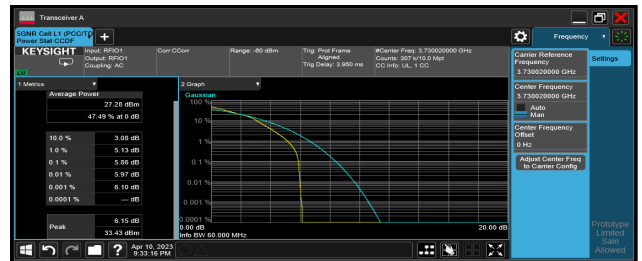 Transceiver A
5GNR Cell L1 (PCC/TD
Power Stat CCDF
Frequency
KEYSIGHT
Input: RFIO1
Output: RFIO1
Coupling: AC
Corr CCorr
Range: -60 dBm
Trig: Prot Frame
Aligned
Trig Delay: 3.950 ms
#Center Freq: 3.730020000 GHz
Counts: 307 k/10.0 Mpt
CC Info: UL, 1 CC
LU
Carrier Reference
Frequency
3.730020000 GHz
Settings
Center Frequency
3.730020000 GHz
Auto
Man
Center Frequency
Offset
0 Hz
Adjust Center Freq
to Carrier Config
1 Metrics
Average Power
27.28 dBm
47.49 % at 0 dB
10.0 % 3.08 dB
1.0 % 5.13 dB
0.1 % 5.86 dB
0.01 % 5.97 dB
0.001 % 6.10 dB
0.0001 % --- dB
Peak
6.15 dB
33.43 dBm
2 Graph
Gaussian
100 %
10 %
1 %
0.1 %
0.01 %
0.001 %
0.0001 %
0.00 dB
20.00 dB
Info BW 60.000 MHz
Prototype
Limited
Sale
Allowed
Apr 10, 2023
9:33:16 PM